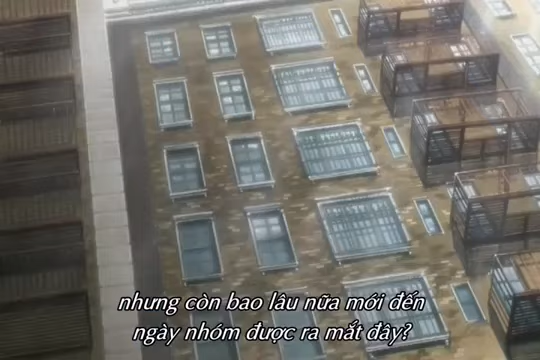 nhưng còn bao lâu nữa mới đến
ngày nhóm được ra mắt đây?